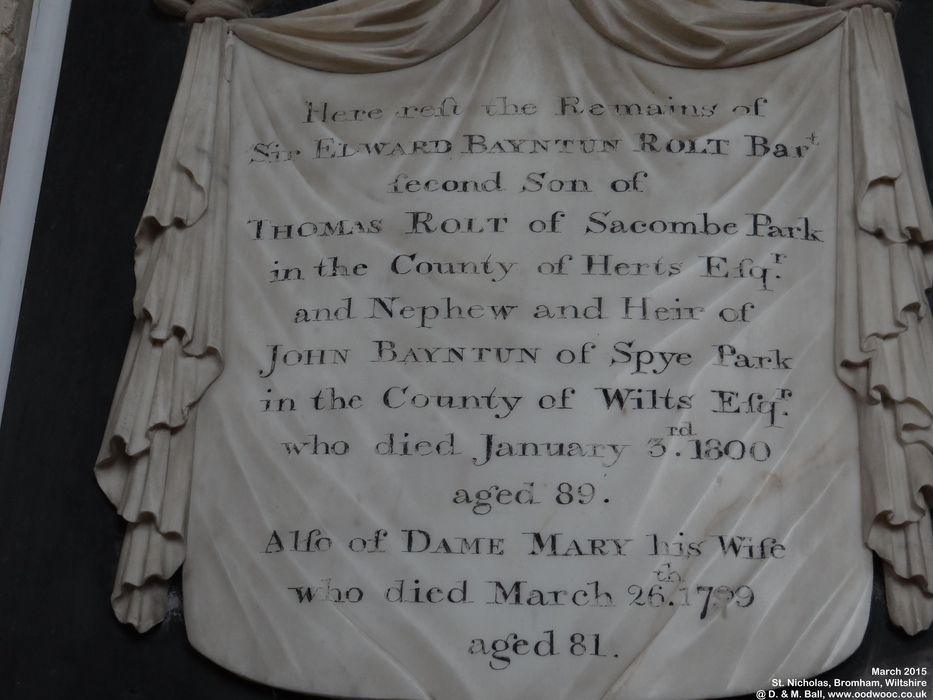 Here reſt the Remains of
Sir EDWARD BAYNTUN ROLT Barᵗ
ſecond Son of
THOMAS ROLT of Sacombe Park
in the County of Herts Eſqʳ.
and Nephew and Heir of
JOHN BAYNTUN of Spye Park
in the County of Wilts Eſqʳ.
who died January 3ʳᵈ. 1800
aged 89.
Alſo of DAME MARY his Wife
who died March 26ᵗʰ. 1799
aged 81.
March 2015
St. Nicholas, Bromham, Wiltshire
@ D. & M. Ball, www.oodwooc.co.uk